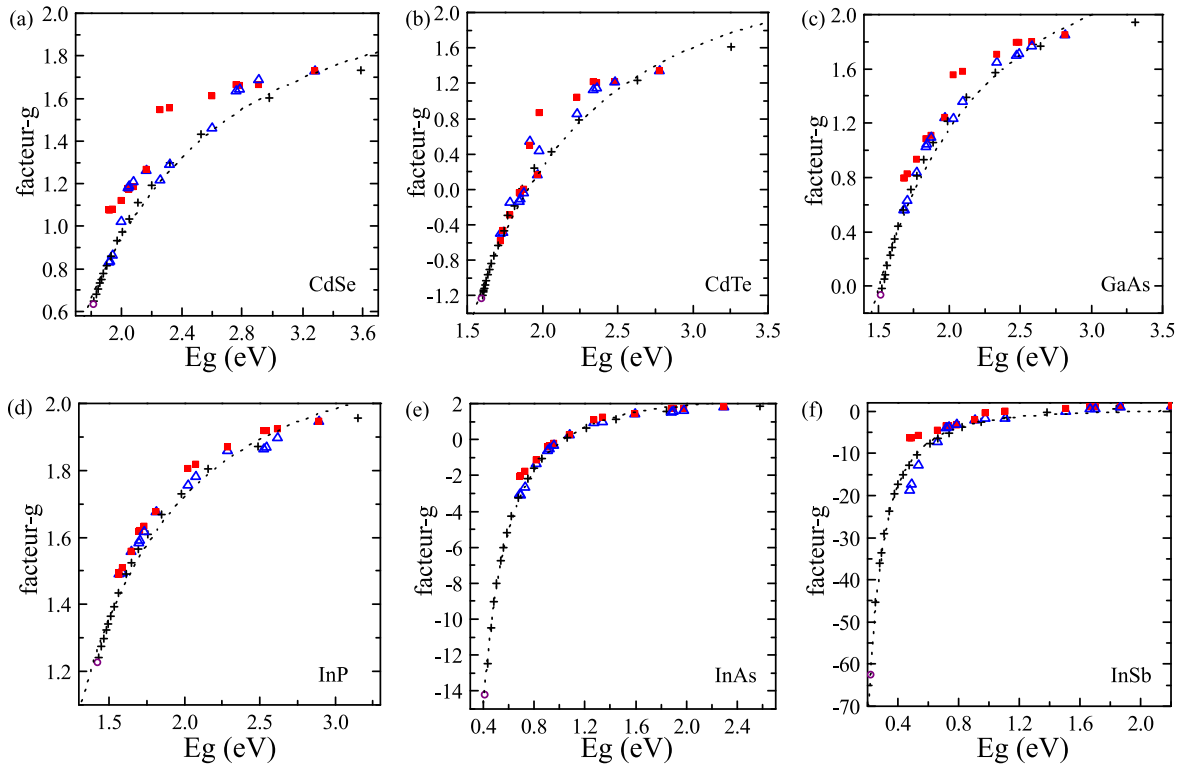 (a)
2.0
1.8
1.6
1.4
1.2
1.0
0.8
0.6
facteur-g
2.0 2.4 2.8 3.2 3.6
Eg (eV)
CdSe
(b)
2.0
1.6
1.2
0.8
0.4
0.0
-0.4
-0.8
-1.2
facteur-g
1.5 2.0 2.5 3.0 3.5
Eg (eV)
CdTe
(c)
2.0
1.6
1.2
0.8
0.4
0.0
facteur-g
1.5 2.0 2.5 3.0 3.5
Eg (eV)
GaAs
(d)
2.0
1.8
1.6
1.4
1.2
facteur-g
1.5 2.0 2.5 3.0
Eg (eV)
InP
(e)
2
0
-2
-4
-6
-8
-10
-12
-14
facteur-g
0.4 0.8 1.2 1.6 2.0 2.4
Eg (eV)
InAs
(f)
0
-10
-20
-30
-40
-50
-60
-70
facteur-g
0.4 0.8 1.2 1.6 2.0
Eg (eV)
InSb